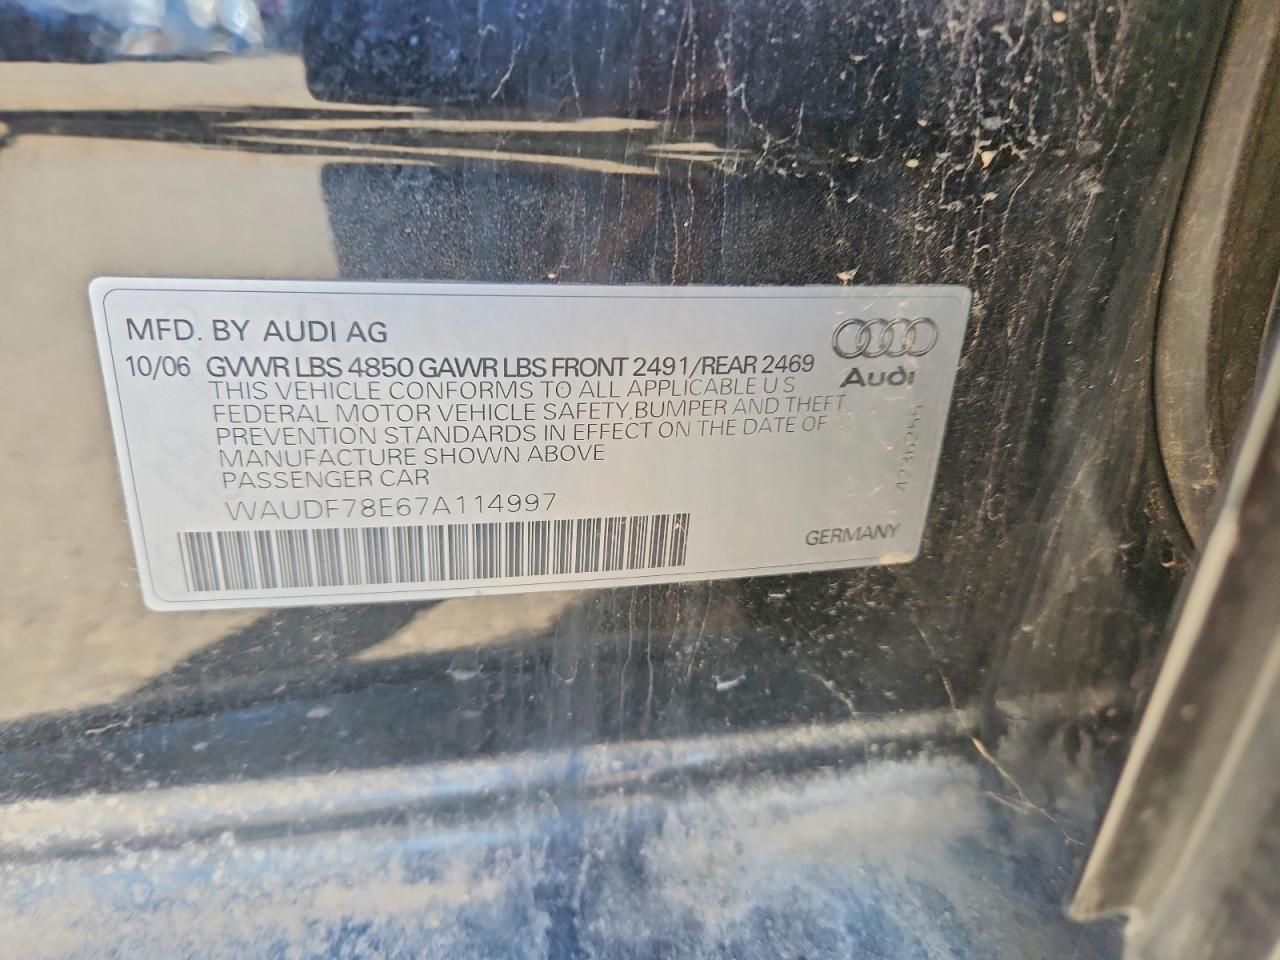 MFD. BY AUDI AG
10/06 GVWR LBS 4850 GAWR LBS FRONT 2491/REAR 2469
THIS VEHICLE CONFORMS TO ALL APPLICABLE U S
FEDERAL MOTOR VEHICLE SAFETY, BUMPER AND THEFT
PREVENTION STANDARDS IN EFFECT ON THE DATE OF
MANUFACTURE SHOWN ABOVE
PASSENGER CAR
WAUDF78E67A114997
Audi
4236255
GERMANY